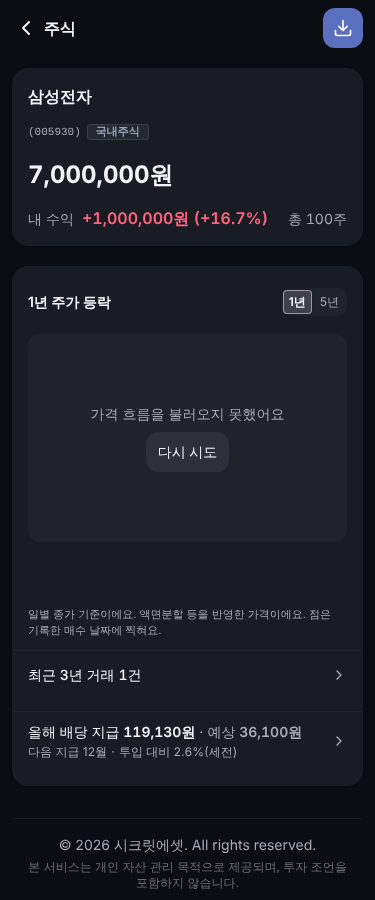 주식
삼성전자
(005930) 국내주식
7,000,000원
내 수익 +1,000,000원 (+16.7%) 총 100주
1년 주가 등락 1년 5년
가격 흐름을 불러오지 못했어요
다시 시도
일별 종가 기준이에요. 액면분할 등을 반영한 가격이에요. 점은
기록한 매수 날짜에 찍혀요.
최근 3년 거래 1건
올해 배당 지급 119,130원 · 예상 36,100원
다음 지급 12월 · 투입 대비 2.6%(세전)
© 2026 시크릿에셋. All rights reserved.
본 서비스는 개인 자산 관리 목적으로 제공되며, 투자 조언을
포함하지 않습니다.